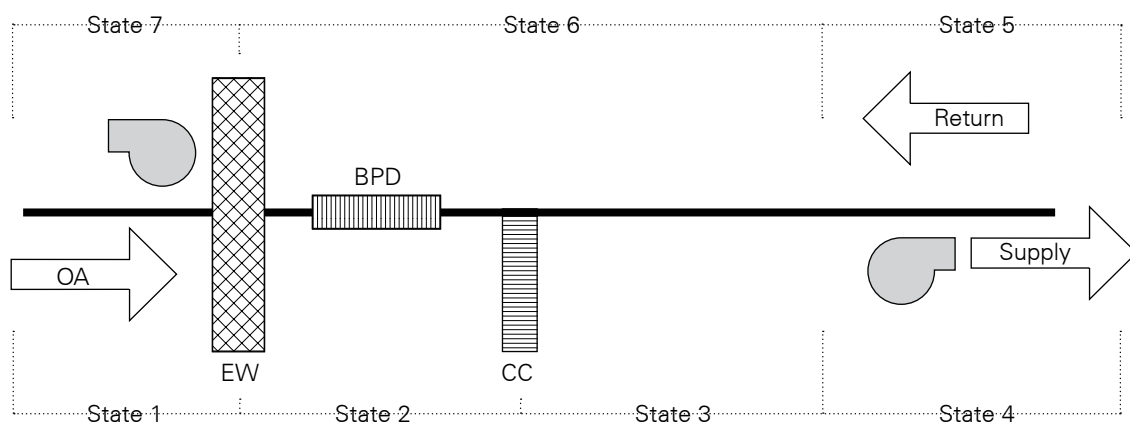 State 7
State 6
State 5
Return
BPD
OA
Supply
EW
CC
State 1
State 2
State 3
State 4